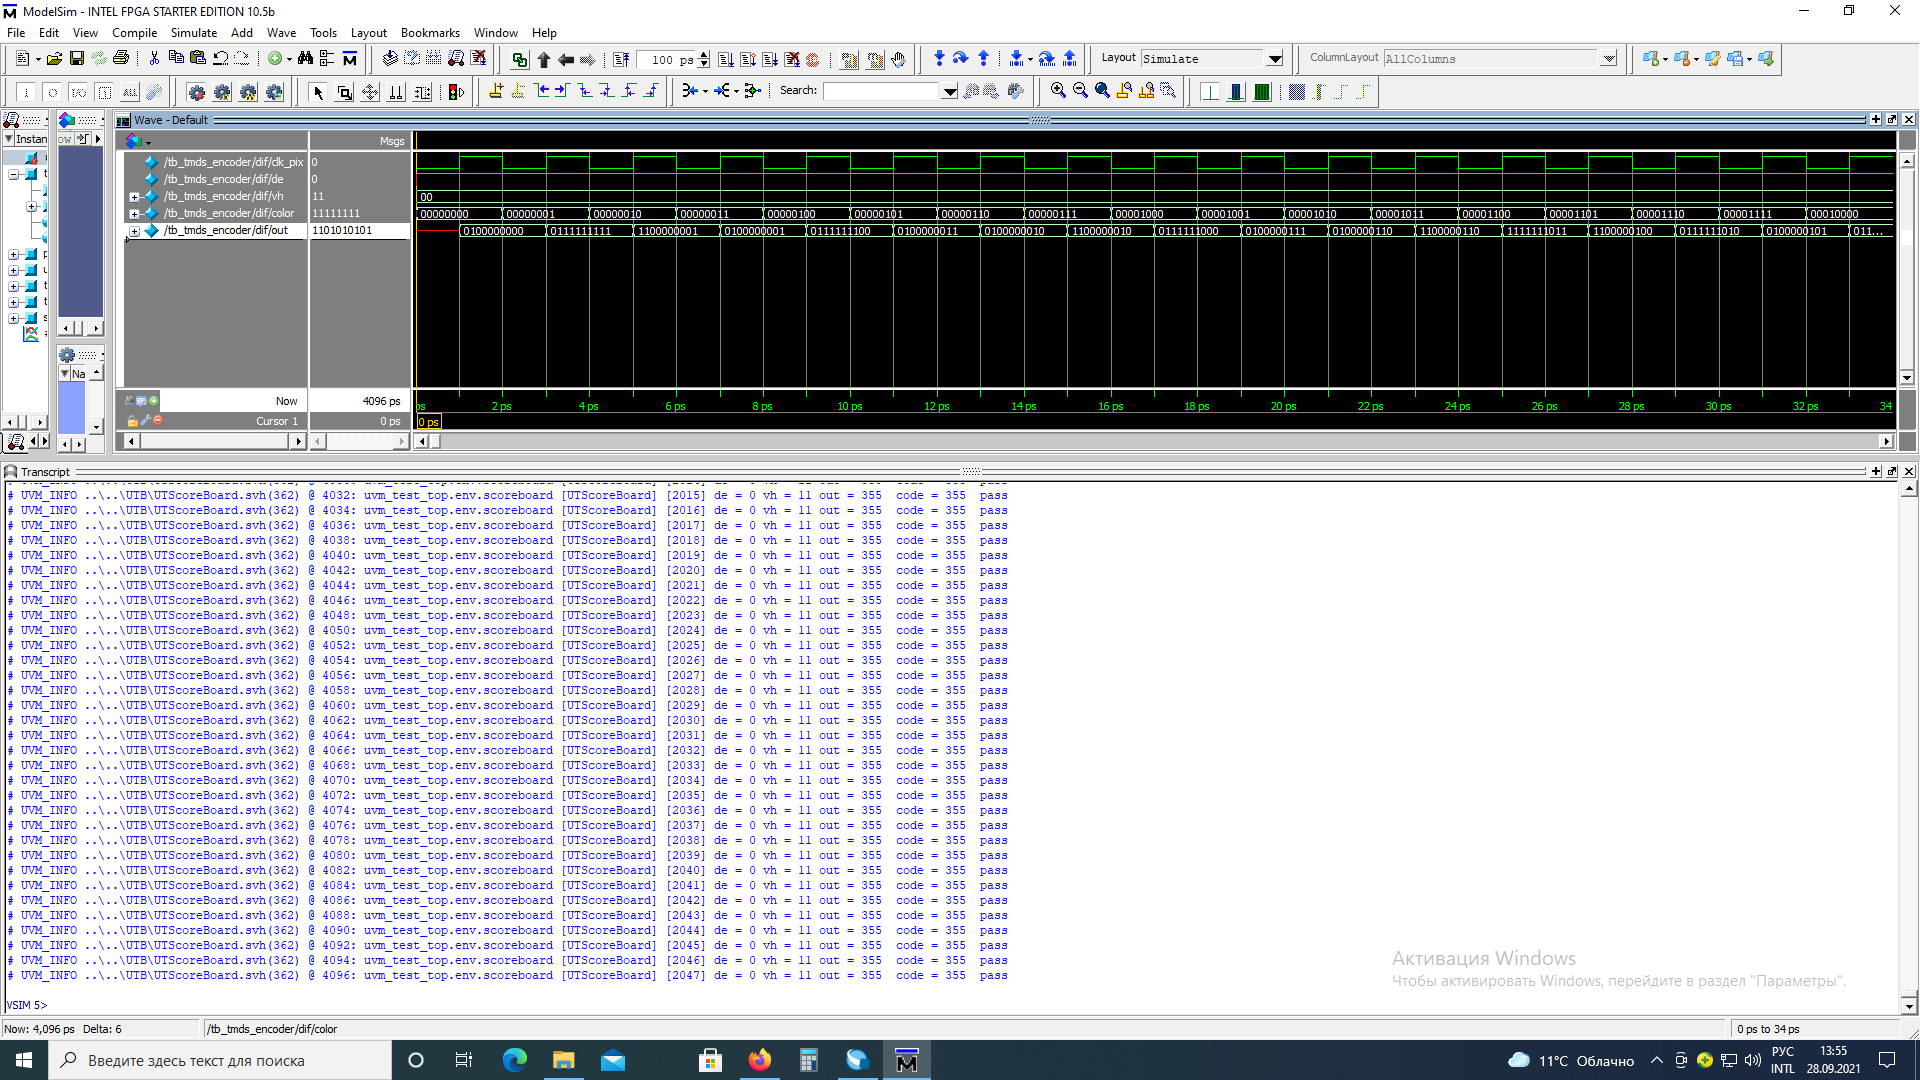 ModelSim - INTEL FPGA STARTER EDITION 10.5b
File Edit View Compile Simulate Add Wave Tools Layout Bookmarks Window Help
100 ps
Layout Simulate
ColumnLayout AllColumns
Search:
Wave - Default
Instan
Msgs
/tb_tmds_encoder/dif/clk_pix 0
/tb_tmds_encoder/dif/de 0
/tb_tmds_encoder/dif/vh 11 00
/tb_tmds_encoder/dif/color 11111111 00000000 00000001 00000010 00000011 00000100 00000101 00000110 00000111 00001000 00001001 00001010 00001011 00001100 00001101 00001110 00001111 00010000
/tb_tmds_encoder/dif/out 1101010101 0100000000 0111111111 1100000001 0100000001 0111111100 0100000011 0100000010 1100000010 0111111000 0100000111 0100000110 1100000110 1111111011 1100000100 0111111010 0100000101 011...
Na
Now 4096 ps
2 ps 4 ps 6 ps 8 ps 10 ps 12 ps 14 ps 16 ps 18 ps 20 ps 22 ps 24 ps 26 ps 28 ps 30 ps 32 ps 34
Cursor 1 0 ps 0 ps
Transcript
# UVM_INFO ..\..\UTB\UTScoreBoard.svh(362) @ 4032: uvm_test_top.env.scoreboard [UTScoreBoard] [2015] de = 0 vh = 11 out = 355 code = 355 pass
# UVM_INFO ..\..\UTB\UTScoreBoard.svh(362) @ 4034: uvm_test_top.env.scoreboard [UTScoreBoard] [2016] de = 0 vh = 11 out = 355 code = 355 pass
# UVM_INFO ..\..\UTB\UTScoreBoard.svh(362) @ 4036: uvm_test_top.env.scoreboard [UTScoreBoard] [2017] de = 0 vh = 11 out = 355 code = 355 pass
# UVM_INFO ..\..\UTB\UTScoreBoard.svh(362) @ 4038: uvm_test_top.env.scoreboard [UTScoreBoard] [2018] de = 0 vh = 11 out = 355 code = 355 pass
# UVM_INFO ..\..\UTB\UTScoreBoard.svh(362) @ 4040: uvm_test_top.env.scoreboard [UTScoreBoard] [2019] de = 0 vh = 11 out = 355 code = 355 pass
# UVM_INFO ..\..\UTB\UTScoreBoard.svh(362) @ 4042: uvm_test_top.env.scoreboard [UTScoreBoard] [2020] de = 0 vh = 11 out = 355 code = 355 pass
# UVM_INFO ..\..\UTB\UTScoreBoard.svh(362) @ 4044: uvm_test_top.env.scoreboard [UTScoreBoard] [2021] de = 0 vh = 11 out = 355 code = 355 pass
# UVM_INFO ..\..\UTB\UTScoreBoard.svh(362) @ 4046: uvm_test_top.env.scoreboard [UTScoreBoard] [2022] de = 0 vh = 11 out = 355 code = 355 pass
# UVM_INFO ..\..\UTB\UTScoreBoard.svh(362) @ 4048: uvm_test_top.env.scoreboard [UTScoreBoard] [2023] de = 0 vh = 11 out = 355 code = 355 pass
# UVM_INFO ..\..\UTB\UTScoreBoard.svh(362) @ 4050: uvm_test_top.env.scoreboard [UTScoreBoard] [2024] de = 0 vh = 11 out = 355 code = 355 pass
# UVM_INFO ..\..\UTB\UTScoreBoard.svh(362) @ 4052: uvm_test_top.env.scoreboard [UTScoreBoard] [2025] de = 0 vh = 11 out = 355 code = 355 pass
# UVM_INFO ..\..\UTB\UTScoreBoard.svh(362) @ 4054: uvm_test_top.env.scoreboard [UTScoreBoard] [2026] de = 0 vh = 11 out = 355 code = 355 pass
# UVM_INFO ..\..\UTB\UTScoreBoard.svh(362) @ 4056: uvm_test_top.env.scoreboard [UTScoreBoard] [2027] de = 0 vh = 11 out = 355 code = 355 pass
# UVM_INFO ..\..\UTB\UTScoreBoard.svh(362) @ 4058: uvm_test_top.env.scoreboard [UTScoreBoard] [2028] de = 0 vh = 11 out = 355 code = 355 pass
# UVM_INFO ..\..\UTB\UTScoreBoard.svh(362) @ 4060: uvm_test_top.env.scoreboard [UTScoreBoard] [2029] de = 0 vh = 11 out = 355 code = 355 pass
# UVM_INFO ..\..\UTB\UTScoreBoard.svh(362) @ 4062: uvm_test_top.env.scoreboard [UTScoreBoard] [2030] de = 0 vh = 11 out = 355 code = 355 pass
# UVM_INFO ..\..\UTB\UTScoreBoard.svh(362) @ 4064: uvm_test_top.env.scoreboard [UTScoreBoard] [2031] de = 0 vh = 11 out = 355 code = 355 pass
# UVM_INFO ..\..\UTB\UTScoreBoard.svh(362) @ 4066: uvm_test_top.env.scoreboard [UTScoreBoard] [2032] de = 0 vh = 11 out = 355 code = 355 pass
# UVM_INFO ..\..\UTB\UTScoreBoard.svh(362) @ 4068: uvm_test_top.env.scoreboard [UTScoreBoard] [2033] de = 0 vh = 11 out = 355 code = 355 pass
# UVM_INFO ..\..\UTB\UTScoreBoard.svh(362) @ 4070: uvm_test_top.env.scoreboard [UTScoreBoard] [2034] de = 0 vh = 11 out = 355 code = 355 pass
# UVM_INFO ..\..\UTB\UTScoreBoard.svh(362) @ 4072: uvm_test_top.env.scoreboard [UTScoreBoard] [2035] de = 0 vh = 11 out = 355 code = 355 pass
# UVM_INFO ..\..\UTB\UTScoreBoard.svh(362) @ 4074: uvm_test_top.env.scoreboard [UTScoreBoard] [2036] de = 0 vh = 11 out = 355 code = 355 pass
# UVM_INFO ..\..\UTB\UTScoreBoard.svh(362) @ 4076: uvm_test_top.env.scoreboard [UTScoreBoard] [2037] de = 0 vh = 11 out = 355 code = 355 pass
# UVM_INFO ..\..\UTB\UTScoreBoard.svh(362) @ 4078: uvm_test_top.env.scoreboard [UTScoreBoard] [2038] de = 0 vh = 11 out = 355 code = 355 pass
# UVM_INFO ..\..\UTB\UTScoreBoard.svh(362) @ 4080: uvm_test_top.env.scoreboard [UTScoreBoard] [2039] de = 0 vh = 11 out = 355 code = 355 pass
# UVM_INFO ..\..\UTB\UTScoreBoard.svh(362) @ 4082: uvm_test_top.env.scoreboard [UTScoreBoard] [2040] de = 0 vh = 11 out = 355 code = 355 pass
# UVM_INFO ..\..\UTB\UTScoreBoard.svh(362) @ 4084: uvm_test_top.env.scoreboard [UTScoreBoard] [2041] de = 0 vh = 11 out = 355 code = 355 pass
# UVM_INFO ..\..\UTB\UTScoreBoard.svh(362) @ 4086: uvm_test_top.env.scoreboard [UTScoreBoard] [2042] de = 0 vh = 11 out = 355 code = 355 pass
# UVM_INFO ..\..\UTB\UTScoreBoard.svh(362) @ 4088: uvm_test_top.env.scoreboard [UTScoreBoard] [2043] de = 0 vh = 11 out = 355 code = 355 pass
# UVM_INFO ..\..\UTB\UTScoreBoard.svh(362) @ 4090: uvm_test_top.env.scoreboard [UTScoreBoard] [2044] de = 0 vh = 11 out = 355 code = 355 pass
# UVM_INFO ..\..\UTB\UTScoreBoard.svh(362) @ 4092: uvm_test_top.env.scoreboard [UTScoreBoard] [2045] de = 0 vh = 11 out = 355 code = 355 pass
# UVM_INFO ..\..\UTB\UTScoreBoard.svh(362) @ 4094: uvm_test_top.env.scoreboard [UTScoreBoard] [2046] de = 0 vh = 11 out = 355 code = 355 pass
# UVM_INFO ..\..\UTB\UTScoreBoard.svh(362) @ 4096: uvm_test_top.env.scoreboard [UTScoreBoard] [2047] de = 0 vh = 11 out = 355 code = 355 pass
Активация Windows
Чтобы активировать Windows, перейдите в раздел "Параметры".
VSIM 5>
Now: 4,096 ps Delta: 6 /tb_tmds_encoder/dif/color 0 ps to 34 ps
Введите здесь текст для поиска
11°C Облачно
РУС
INTL
13:55
28.09.2021